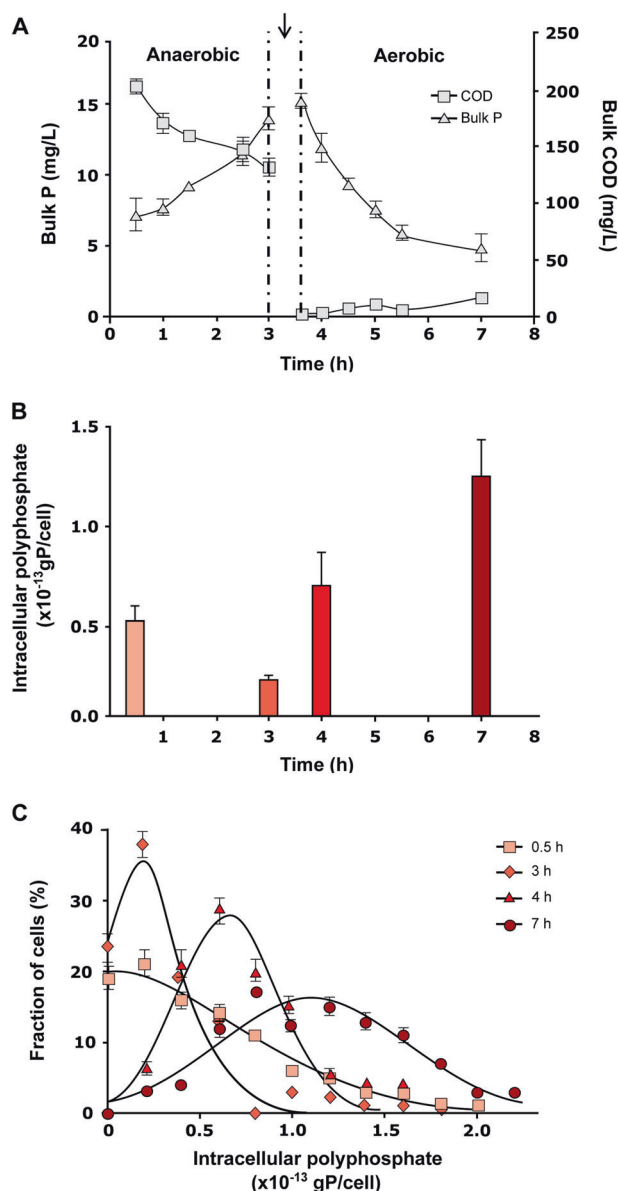 A
20
15
10
5
0
Bulk P (mg/L)
Anaerobic
Aerobic
COD
Bulk P
250
200
150
100
50
0
Bulk COD
(mg/L)
0 1 2 3 4 5 6 7 8
Time (h)
B
1.5
1.0
0.5
0.0
Intracellular polyphosphate
(x10⁻¹³gP/cell)
1 2 3 4 5 6 7 8
Time (h)
C
40
30
20
10
0
Fraction of cells (%)
0.5 h
3 h
4 h
7 h
0 0.5 1.0 1.5 2.0
Intracellular polyphosphate
(x10⁻¹³ gP/cell)